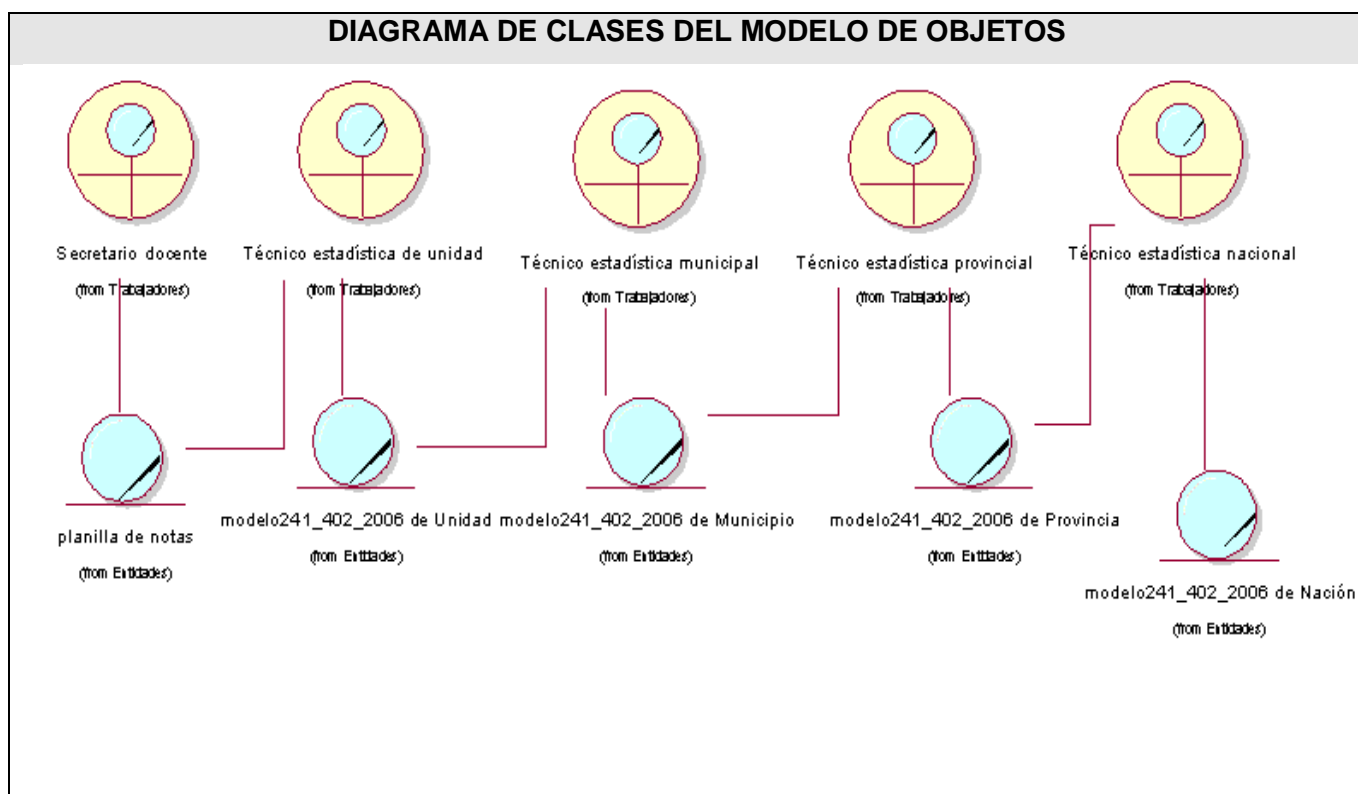 DIAGRAMA DE CLASES DEL MODELO DE OBJETOS
Secretario docente
(from Trabajadores)
Técnico estadística de unidad
(from Trabajadores)
Técnico estadística municipal
(from Trabajadores)
Técnico estadística provincial
(from Trabajadores)
Técnico estadística nacional
(from Trabajadores)
planilla de notas
(from Entidades)
modelo241_402_2006 de Unidad
(from Entidades)
modelo241_402_2006 de Municipio
(from Entidades)
modelo241_402_2006 de Provincia
(from Entidades)
modelo241_402_2006 de Nación
(from Entidades)